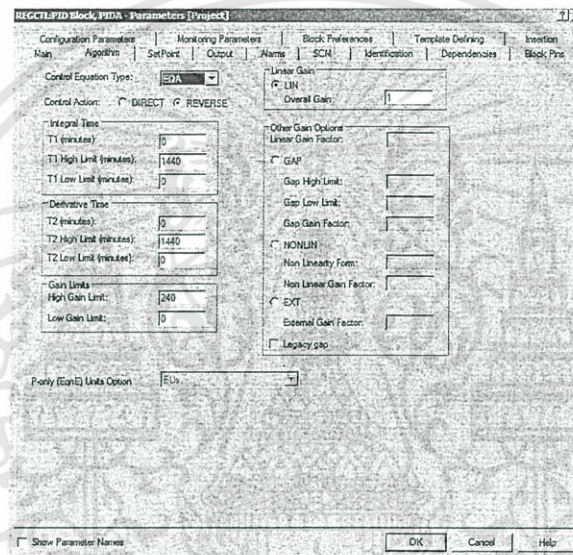 REGCTL:PID Block, PIDA - Parameters [Project]
?
Configuration Parameters Monitoring Parameters Block Preferences Template Defining Insertion
Main Algorithm SetPoint Output Alarms SCM Identification Dependencies Block Pins
Control Equation Type:
Control Action: DIRECT REVERSE
Integral Time
T1 (minutes): 0
T1 High Limit (minutes): 1440
T1 Low Limit (minutes): 0
Derivative Time
T2 (minutes): 0
T2 High Limit (minutes): 1440
T2 Low Limit (minutes): 0
Gain Limits
High Gain Limit: 240
Low Gain Limit: 0
Linear Gain
LIN
Overall Gain: 1
Other Gain Options
Linear Gain Factor:
GAP
Gap High Limit:
Gap Low Limit:
Gap Gain Factor:
NONLIN
Non Linearity Form:
Non Linear Gain Factor:
EXT
External Gain Factor:
Legacy gap
P-only (EqnE) Units Option EUs
Show Parameter Names OK Cancel Help